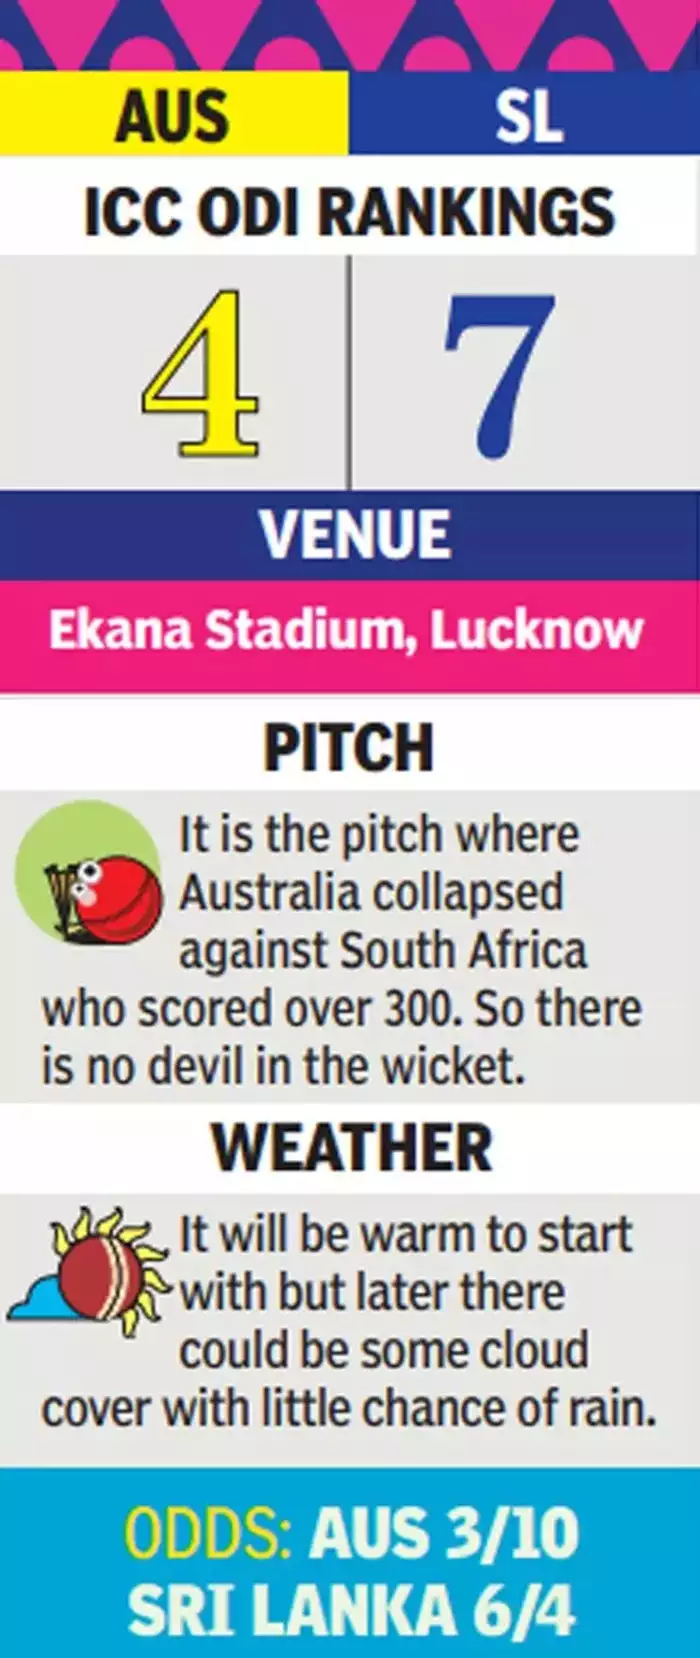 AUS SL
ICC ODI RANKINGS
4 7
VENUE
Ekana Stadium, Lucknow
PITCH
It is the pitch where
Australia collapsed
against South Africa
who scored over 300. So there
is no devil in the wicket.
WEATHER
It will be warm to start
with but later there
could be some cloud
cover with little chance of rain.
ODDS: AUS 3/10
SRI LANKA 6/4